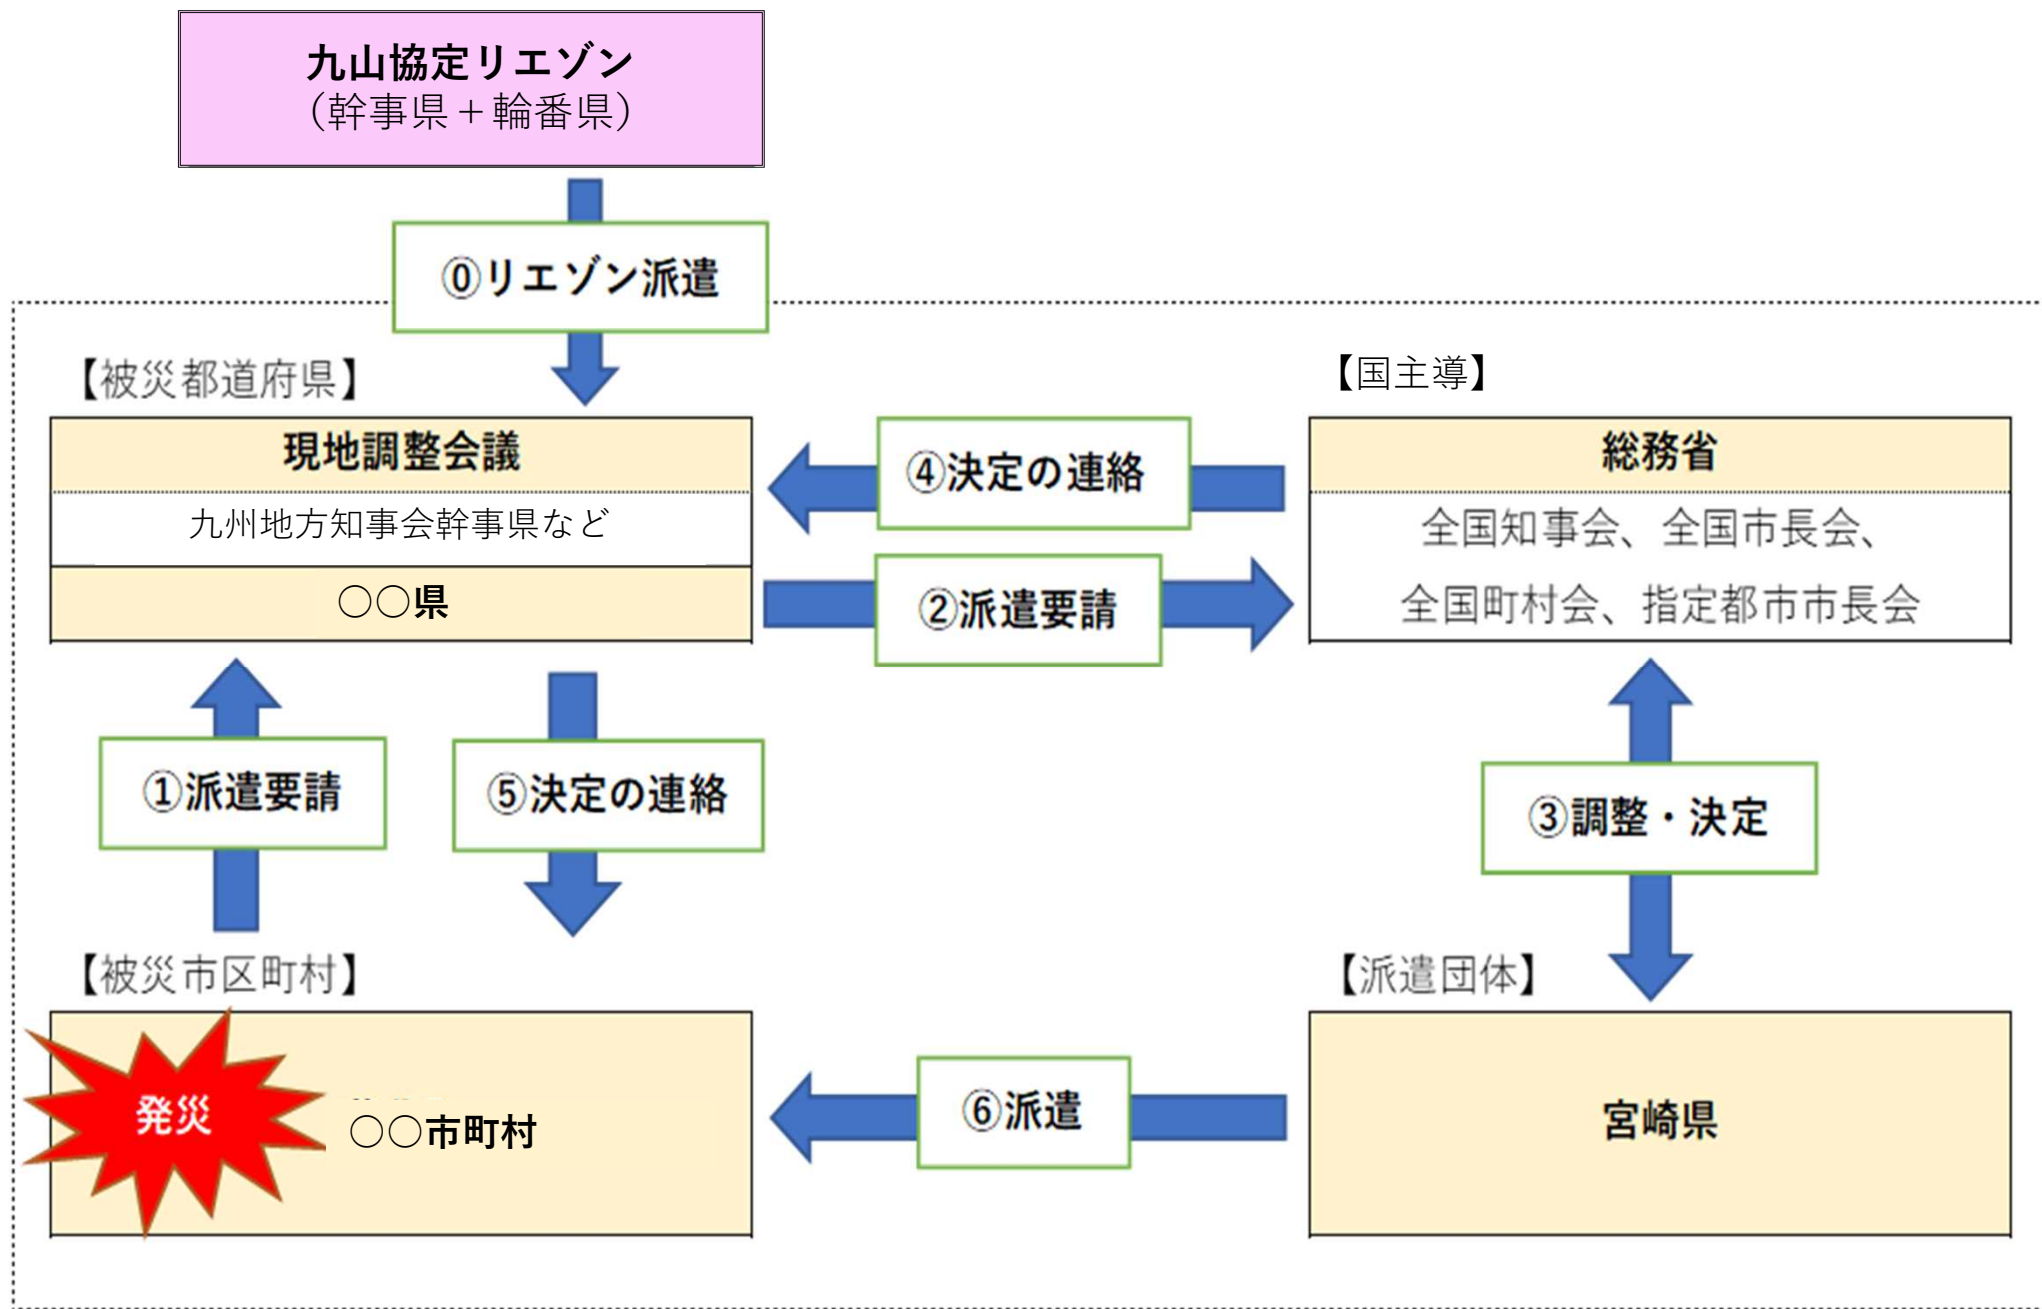 九山協定リエゾン
（幹事県＋輪番県）
⓪リエゾン派遣
【被災都道府県】
【国主導】
現地調整会議
九州地方知事会幹事県など
○○県
④決定の連絡
②派遣要請
総務省
全国知事会、全国市長会、
全国町村会、指定都市市長会
①派遣要請
⑤決定の連絡
③調整・決定
【被災市区町村】
【派遣団体】
発災
○○市町村
⑥派遣
宮崎県